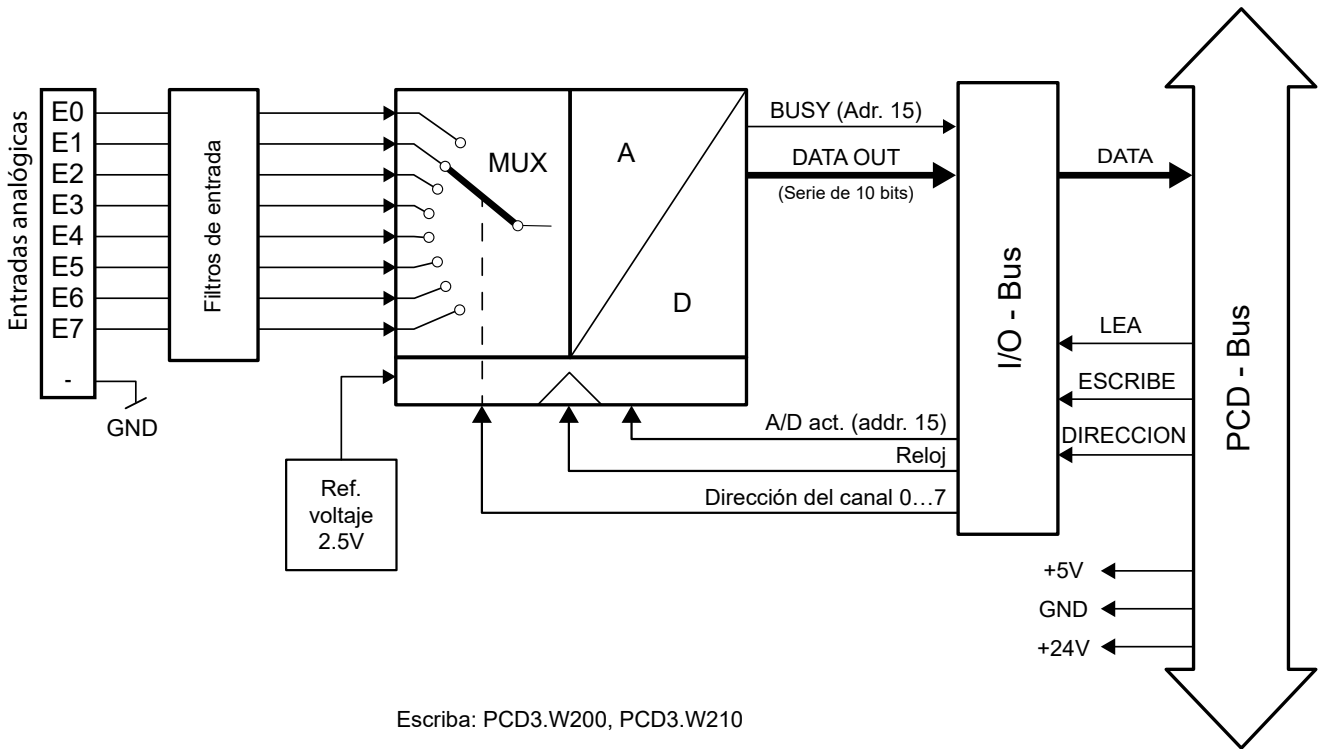 Entradas analógicas
E0
E1
E2
E3
E4
E5
E6
E7
-
GND
Filtros de entrada
MUX
A
D
Ref.
voltaje
2.5V
BUSY (Adr. 15)
DATA OUT
(Serie de 10 bits)
A/D act. (addr. 15)
Reloj
Dirección del canal 0…7
I/O - Bus
DATA
LEA
ESCRIBE
DIRECCION
+5V
GND
+24V
PCD - Bus
Escriba: PCD3.W200, PCD3.W210